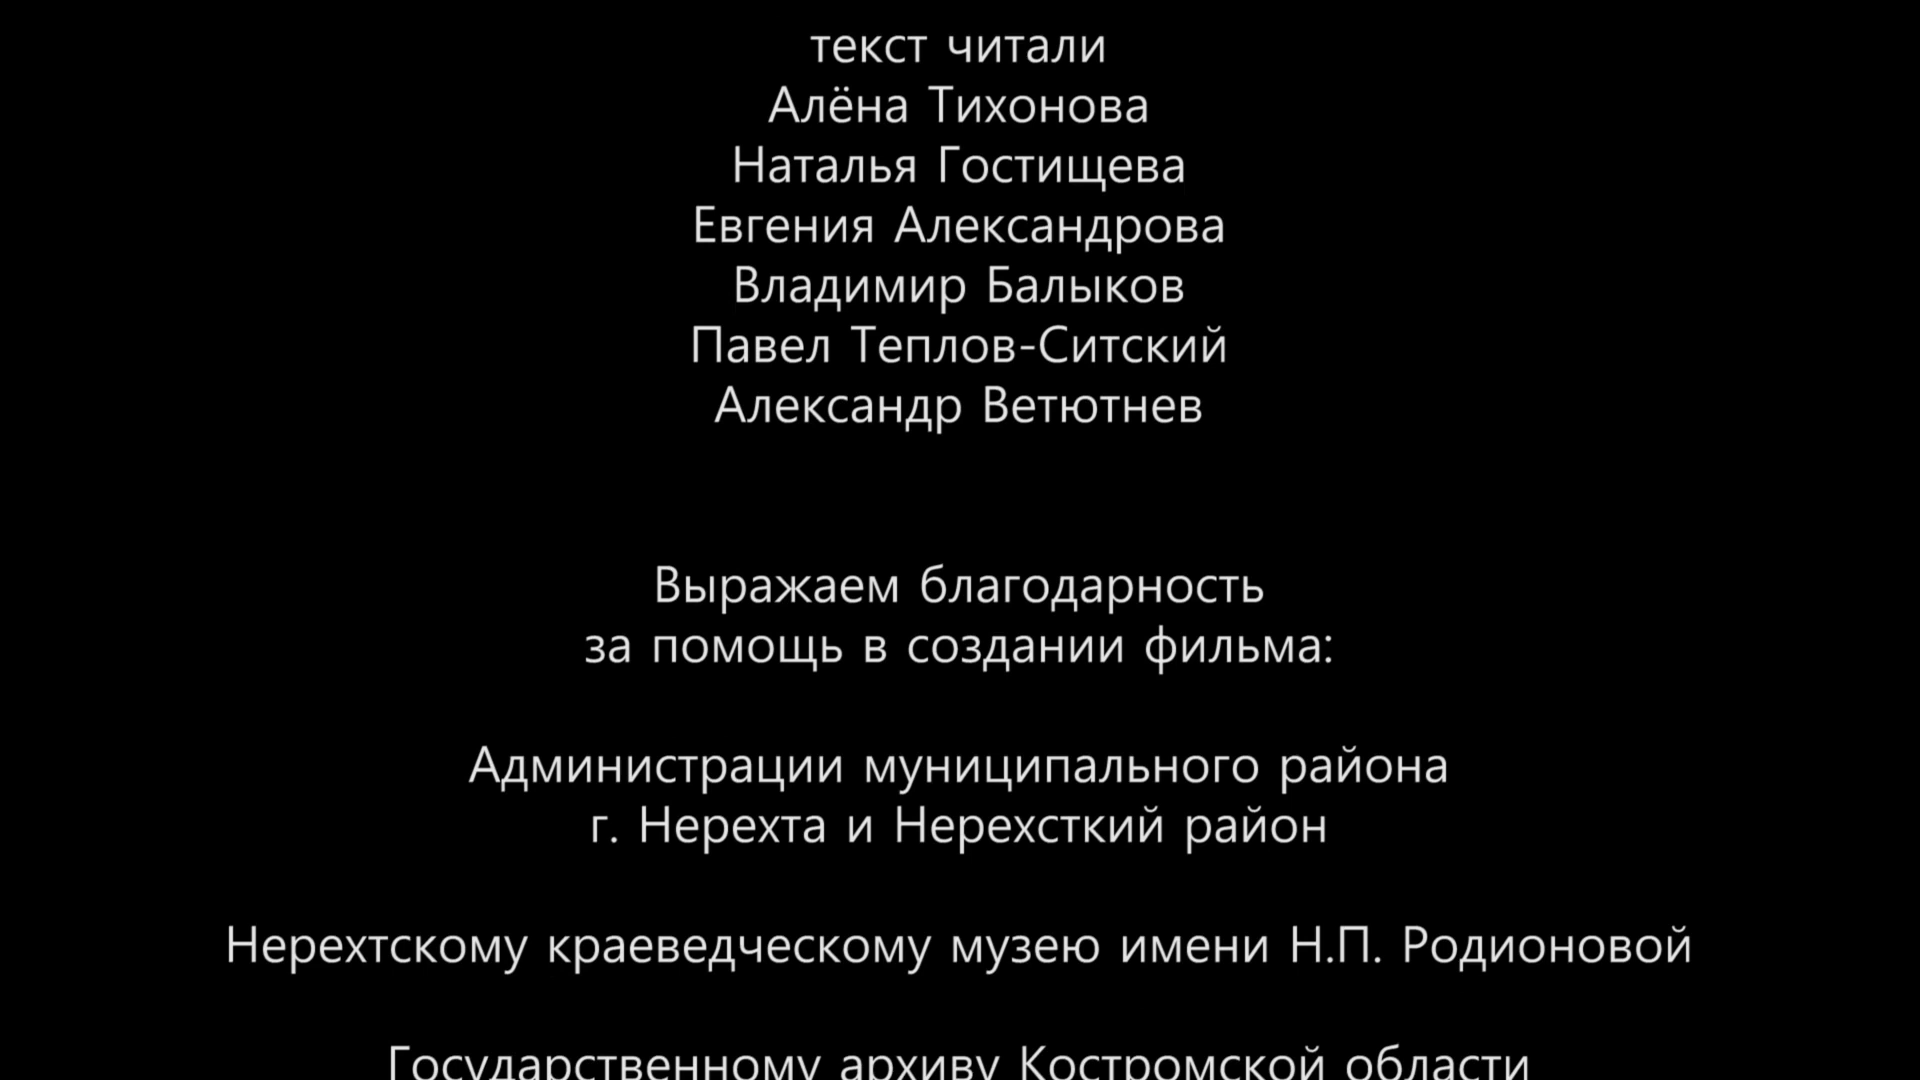 текст читали
Алёна Тихонова
Наталья Гостищева
Евгения Александрова
Владимир Балыков
Павел Теплов-Ситский
Александр Ветютнев
Выражаем благодарность
за помощь в создании фильма:
Администрации муниципального района
г. Нерехта и Нерехсткий район
Нерехтскому краеведческому музею имени Н.П. Родионовой
Государственному архиву Костромской области